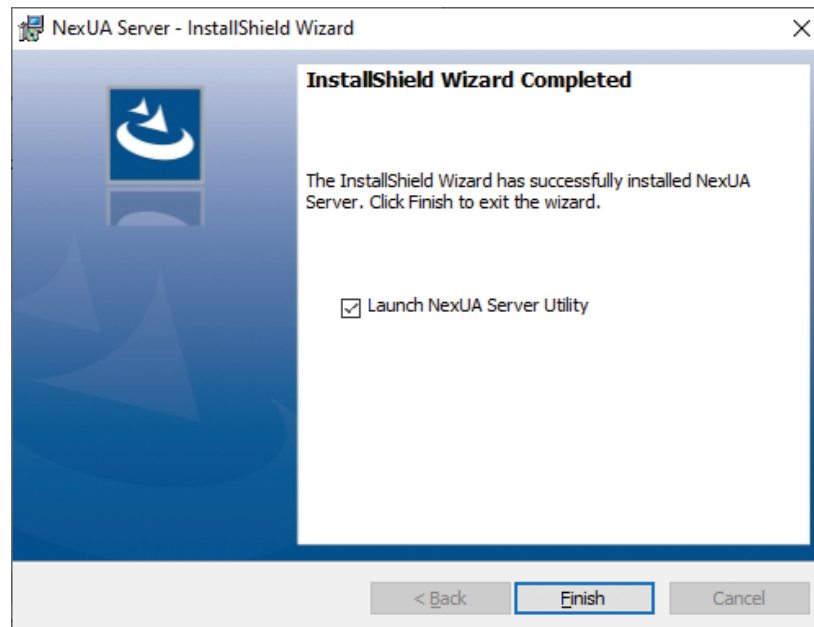 NexUA Server - InstallShield Wizard
InstallShield Wizard Completed
The InstallShield Wizard has successfully installed NexUA
Server. Click Finish to exit the wizard.
Launch NexUA Server Utility
< Back
Finish
Cancel